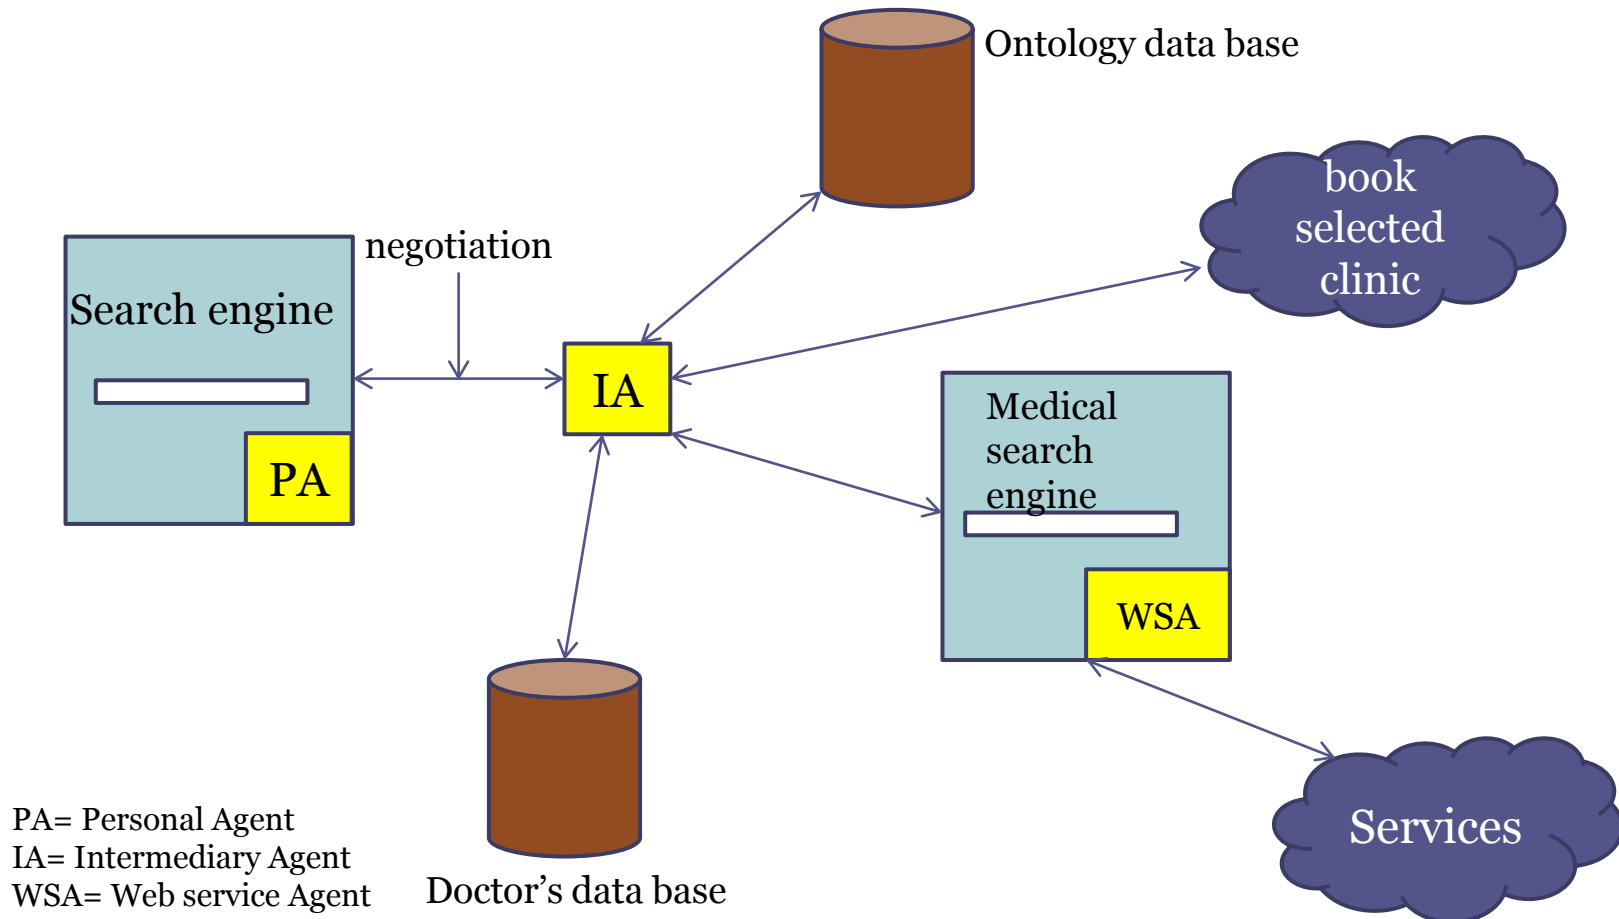 Ontology data base
book
selected
clinic
negotiation
Search engine
PA
IA
Medical
search
engine
WSA
Services
PA= Personal Agent
IA= Intermediary Agent
WSA= Web service Agent
Doctor’s data base